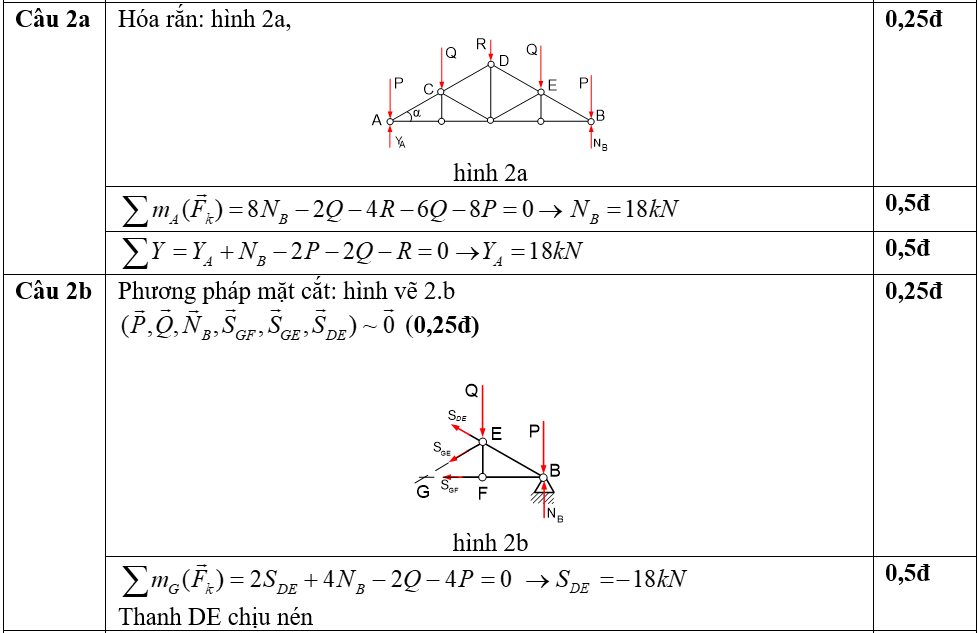 Câu 2a
Hóa rắn: hình 2a,
0,25đ
R
Q
Q
D
P
P
C
E
A
α
B
Y_A
N_B
hình 2a
∑ m_A(F⃗_k) = 8N_B − 2Q − 4R − 6Q − 8P = 0 → N_B = 18kN
0,5đ
∑ Y = Y_A + N_B − 2P − 2Q − R = 0 → Y_A = 18kN
0,5đ
Câu 2b
Phương pháp mặt cắt: hình vẽ 2.b
0,25đ
(P⃗, Q⃗, N⃗_B, S⃗_GF, S⃗_GE, S⃗_DE) ~ 0⃗ (0,25đ)
Q
S_DE
E
P
S_GE
B
G
S_GF
F
N_B
hình 2b
∑ m_G(F⃗_k) = 2S_DE + 4N_B − 2Q − 4P = 0 → S_DE = −18kN
0,5đ
Thanh DE chịu nén